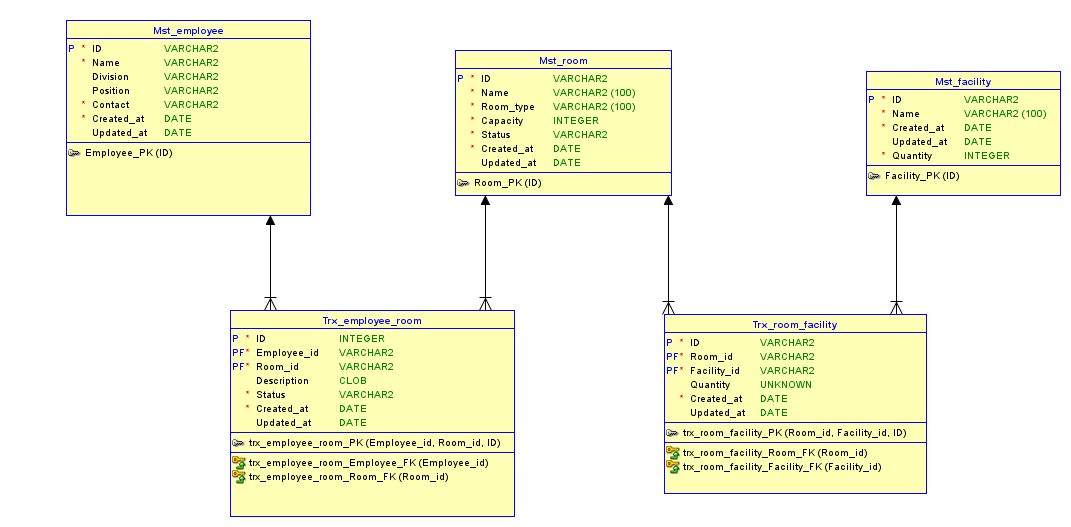 Mst_employee
P * ID VARCHAR2
* Name VARCHAR2
Division VARCHAR2
Position VARCHAR2
* Contact VARCHAR2
* Created_at DATE
Updated_at DATE
Employee_PK (ID)
Mst_room
P * ID VARCHAR2
* Name VARCHAR2 (100)
* Room_type VARCHAR2 (100)
* Capacity INTEGER
* Status VARCHAR2
* Created_at DATE
Updated_at DATE
Room_PK (ID)
Mst_facility
P * ID VARCHAR2
* Name VARCHAR2 (100)
* Created_at DATE
Updated_at DATE
* Quantity INTEGER
Facility_PK (ID)
Trx_employee_room
P * ID INTEGER
PF* Employee_id VARCHAR2
PF* Room_id VARCHAR2
Description CLOB
* Status VARCHAR2
* Created_at DATE
Updated_at DATE
trx_employee_room_PK (Employee_id, Room_id, ID)
trx_employee_room_Employee_FK (Employee_id)
trx_employee_room_Room_FK (Room_id)
Trx_room_facility
P * ID VARCHAR2
PF* Room_id VARCHAR2
PF* Facility_id VARCHAR2
Quantity UNKNOWN
* Created_at DATE
Updated_at DATE
trx_room_facility_PK (Room_id, Facility_id, ID)
trx_room_facility_Room_FK (Room_id)
trx_room_facility_Facility_FK (Facility_id)